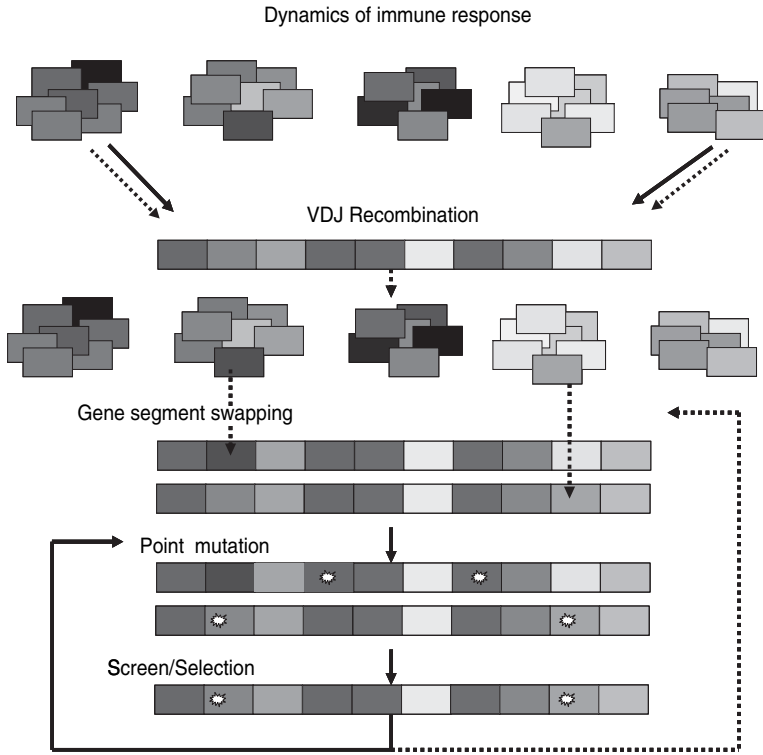 Dynamics of immune response
VDJ Recombination
Gene segment swapping
Point mutation
Screen/Selection